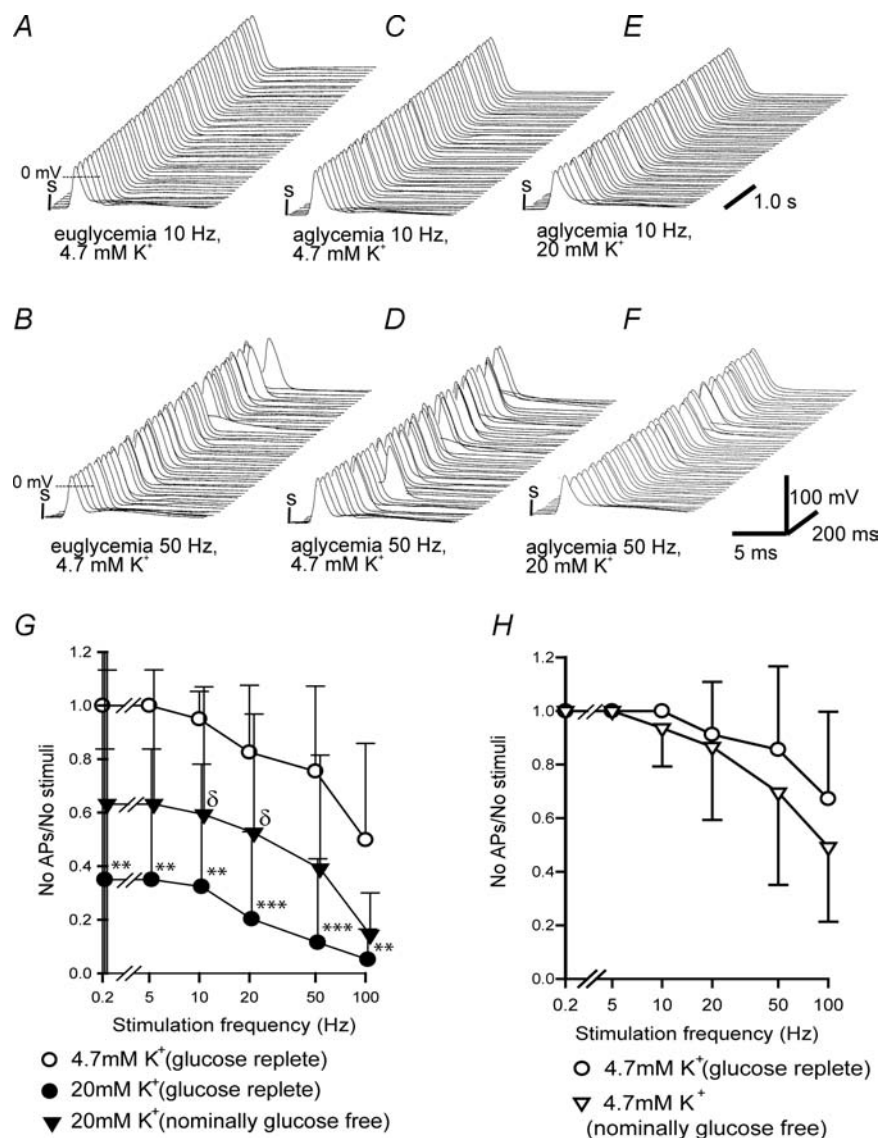 A
C
E
0 mV
S
S
S
1.0 s
euglycemia 10 Hz,
4.7 mM K⁺
aglycemia 10 Hz,
4.7 mM K⁺
aglycemia 10 Hz,
20 mM K⁺
B
D
F
0 mV
S
S
S
100 mV
200 ms
5 ms
euglycemia 50 Hz,
4.7 mM K⁺
aglycemia 50 Hz,
4.7 mM K⁺
aglycemia 50 Hz,
20 mM K⁺
G
No APs/No stimuli
1.2
1.0
0.8
0.6
0.4
0.2
0.0
δ
δ
**
**
**
***
***
**
0.2
5
10
20
50
100
Stimulation frequency (Hz)
4.7mM K⁺(glucose replete)
20mM K⁺(glucose replete)
20mM K⁺(nominally glucose free)
H
No APs/No stimuli
1.2
1.0
0.8
0.6
0.4
0.2
0.0
0.2
5
10
20
50
100
Stimulation frequency (Hz)
4.7mM K⁺(glucose replete)
4.7mM K⁺
(nominally glucose free)